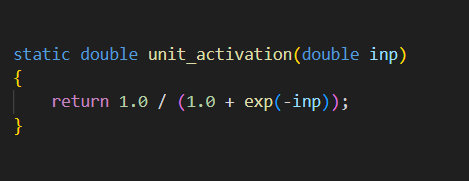 static double unit_activation(double inp)
{
    return 1.0 / (1.0 + exp(-inp));
}